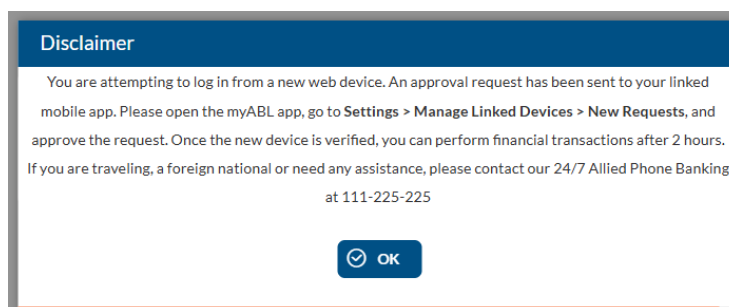 Disclaimer
You are attempting to log in from a new web device. An approval request has been sent to your linked
mobile app. Please open the myABL app, go to Settings > Manage Linked Devices > New Requests, and
approve the request. Once the new device is verified, you can perform financial transactions after 2 hours.
If you are traveling, a foreign national or need any assistance, please contact our 24/7 Allied Phone Banking
at 111-225-225
OK